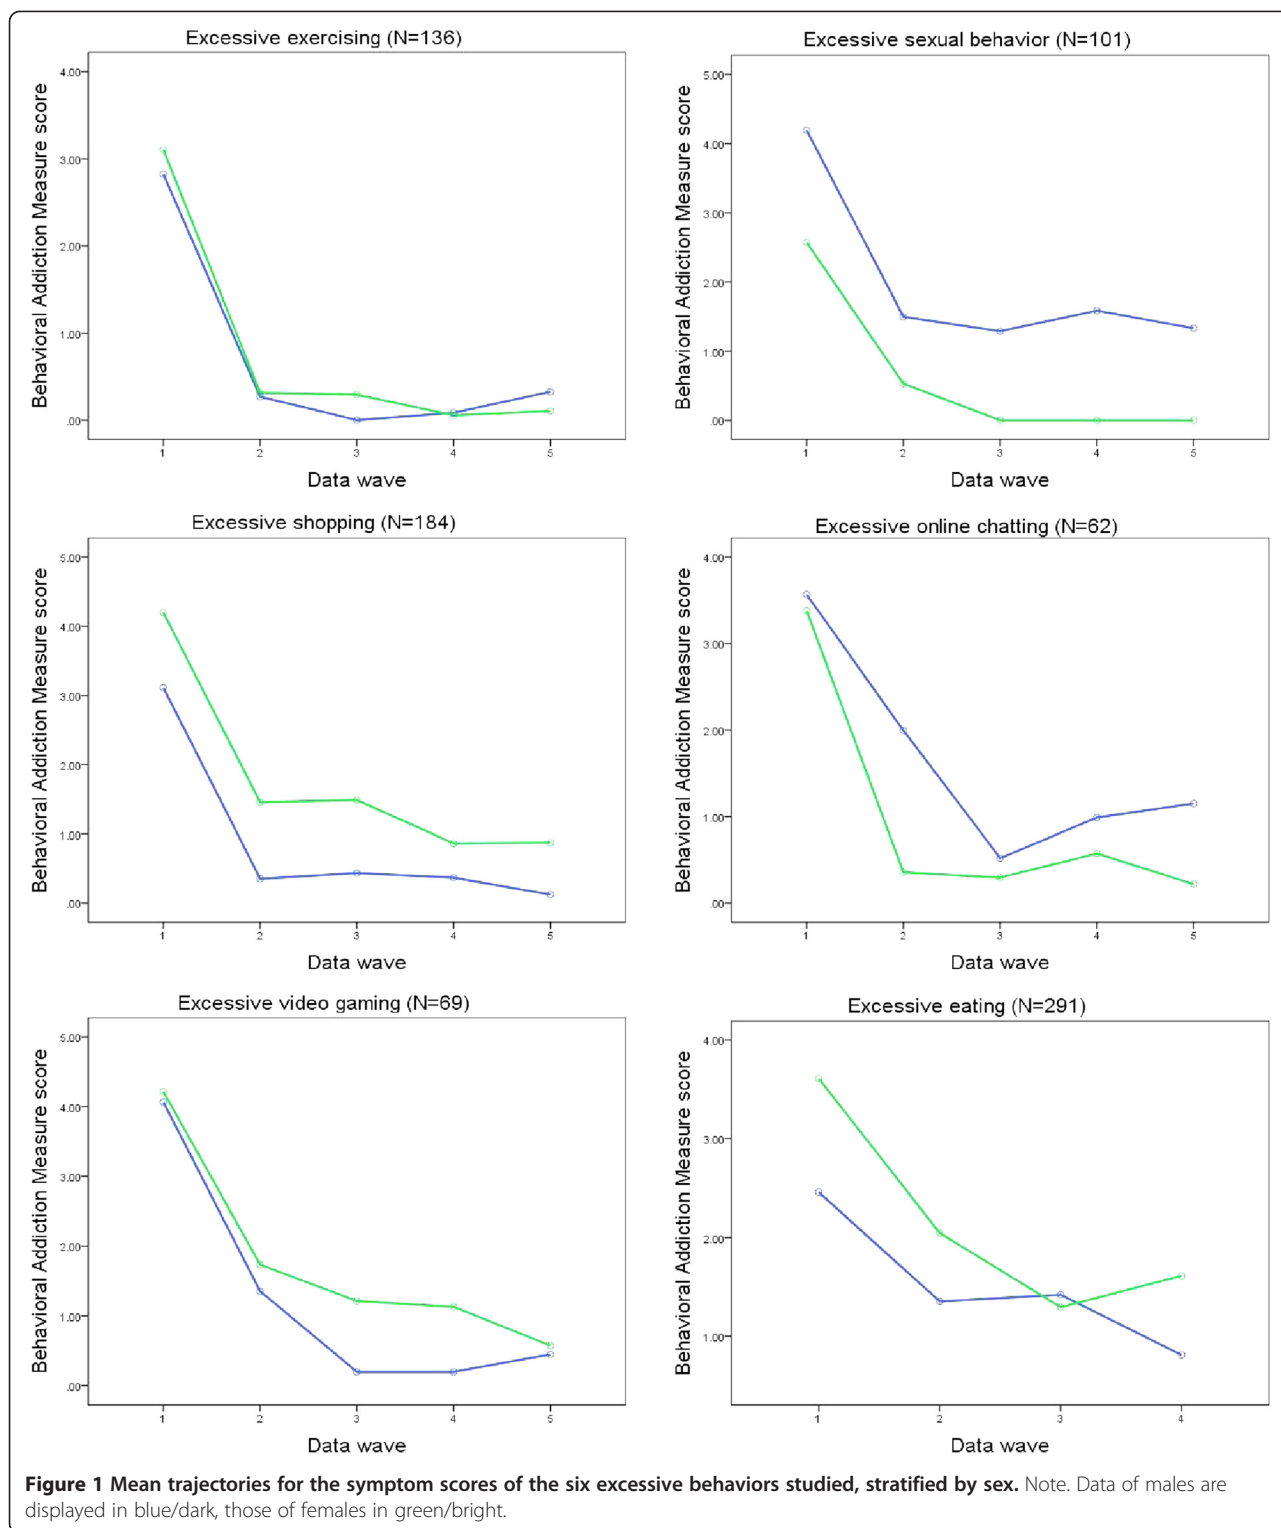 Excessive exercising (N=136)
Behavioral Addiction Measure score
4.00
3.00
2.00
1.00
.00
1 2 3 4 5
Data wave
Excessive sexual behavior (N=101)
Behavioral Addiction Measure score
5.00
4.00
3.00
2.00
1.00
.00
1 2 3 4 5
Data wave
Excessive shopping (N=184)
Behavioral Addiction Measure score
5.00
4.00
3.00
2.00
1.00
.00
1 2 3 4 5
Data wave
Excessive online chatting (N=62)
Behavioral Addiction Measure score
4.00
3.00
2.00
1.00
.00
1 2 3 4 5
Data wave
Excessive video gaming (N=69)
Behavioral Addiction Measure score
5.00
4.00
3.00
2.00
1.00
.00
1 2 3 4 5
Data wave
Excessive eating (N=291)
Behavioral Addiction Measure score
4.00
3.00
2.00
1.00
1 2 3 4
Data wave
Figure 1 Mean trajectories for the symptom scores of the six excessive behaviors studied, stratified by sex. Note. Data of males are
displayed in blue/dark, those of females in green/bright.